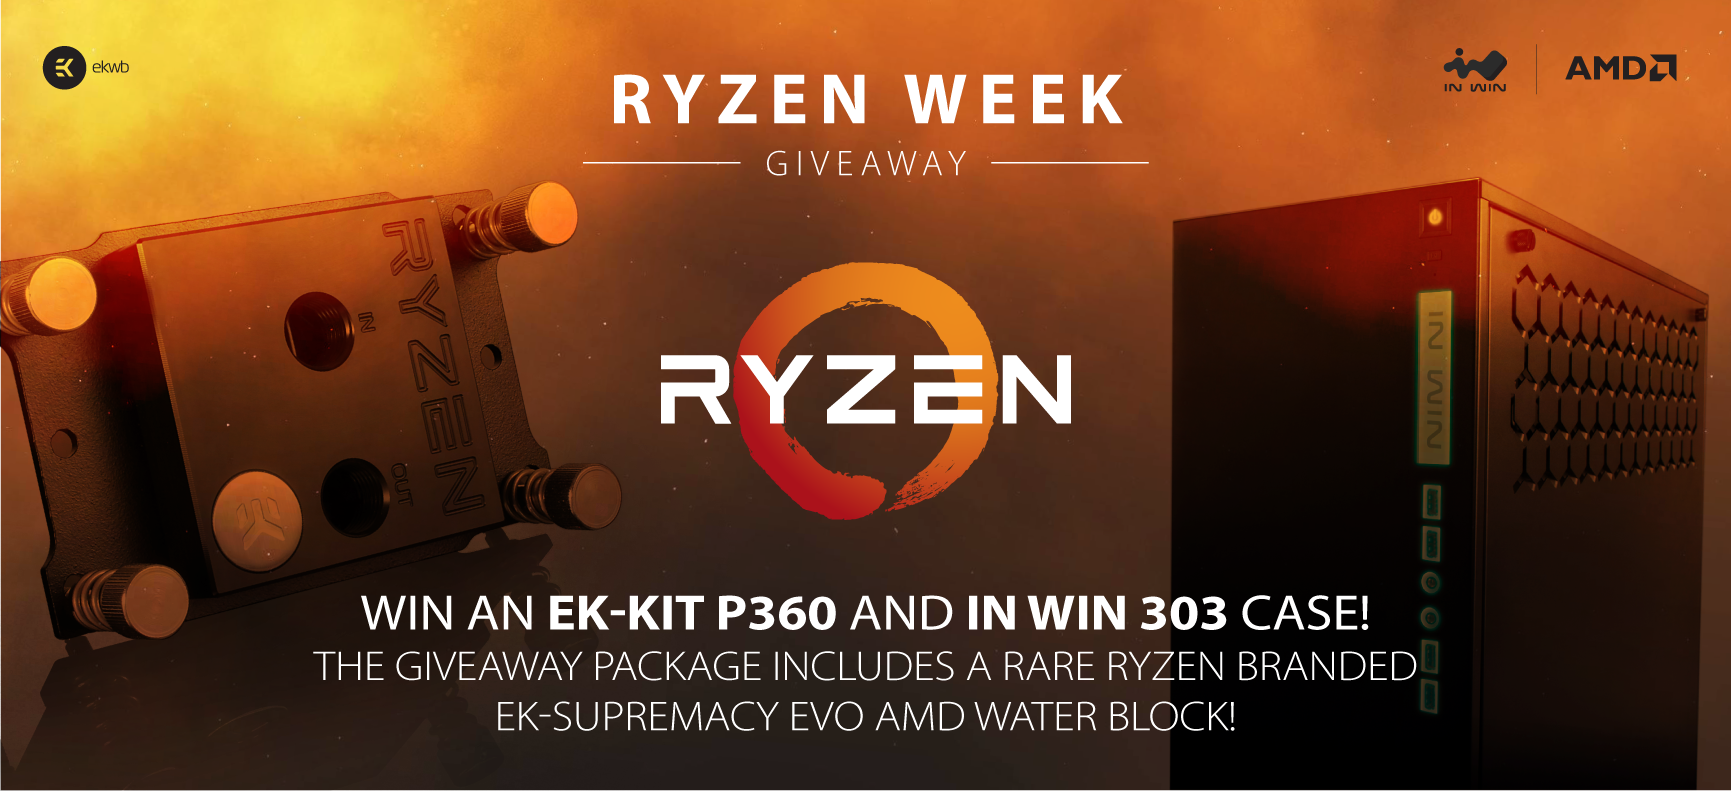 ekwb
IN WIN
AMD
RYZEN WEEK
GIVEAWAY
RYZEN
IN
OUT
RYZEN
IN WIN
WIN AN EK-KIT P360 AND IN WIN 303 CASE!
THE GIVEAWAY PACKAGE INCLUDES A RARE RYZEN BRANDED
EK-SUPREMACY EVO AMD WATER BLOCK!